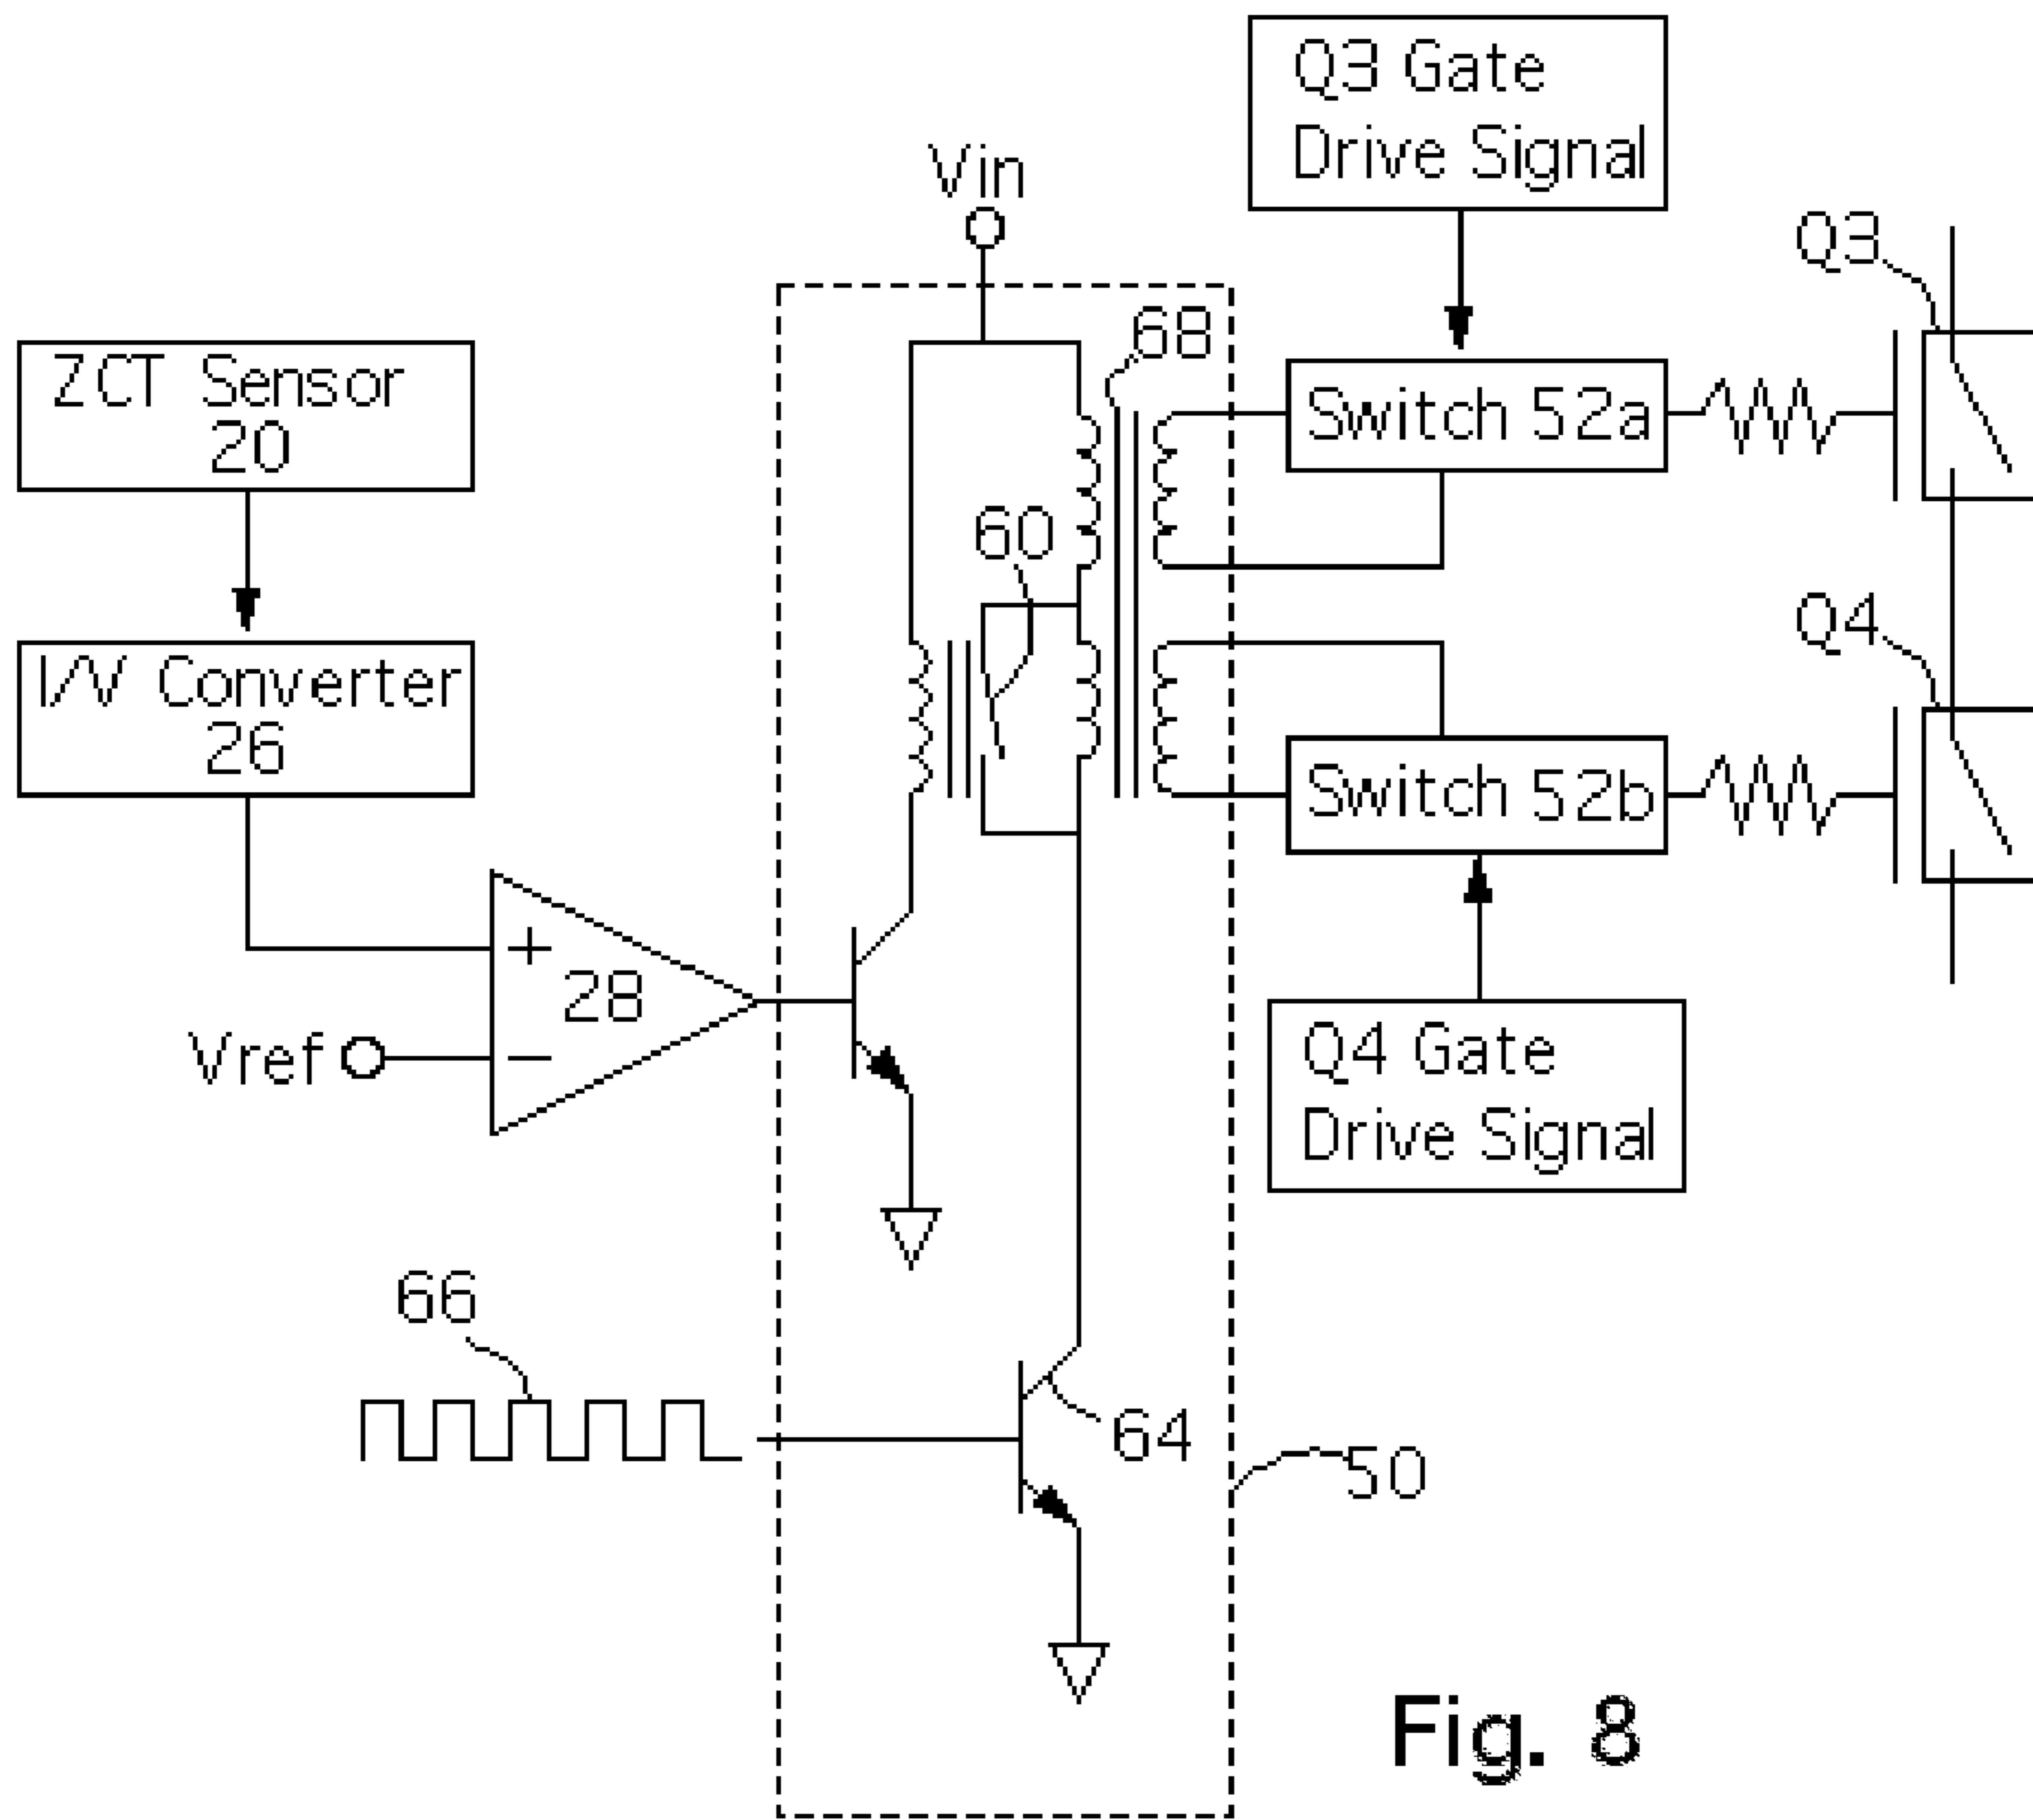 Q3 Gate
Drive Signal
Vin
Q3
68
ZCT Sensor
20
Switch 52a
60
Q4
I/V Converter
26
Switch 52b
+
28
Vref
−
Q4 Gate
Drive Signal
66
64
50
Fig. 8